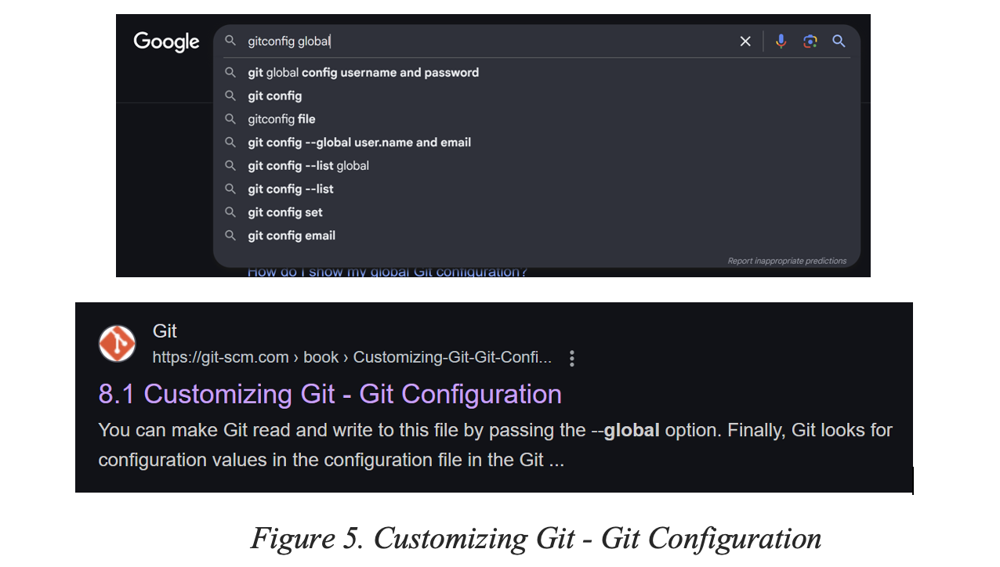 Google
gitconfig global
git global config username and password
git config
gitconfig file
git config --global user.name and email
git config --list global
git config --list
git config set
git config email
Report inappropriate predictions
How do I show my global Git configuration?
Git
https://git-scm.com › book › Customizing-Git-Git-Confi...
8.1 Customizing Git - Git Configuration
You can make Git read and write to this file by passing the --global option. Finally, Git looks for
configuration values in the configuration file in the Git ...
Figure 5. Customizing Git - Git Configuration